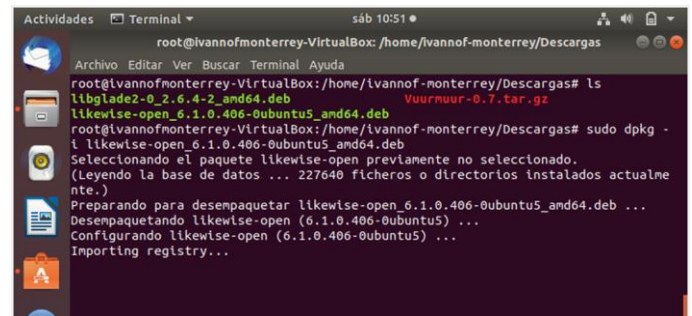 Actividades Terminal sáb 10:51
root@ivannofmonterrey-VirtualBox: /home/ivannof-monterrey/Descargas
Archivo Editar Ver Buscar Terminal Ayuda
root@ivannofmonterrey-VirtualBox:/home/ivannof-monterrey/Descargas# ls
libglade2-0_2.6.4-2_amd64.deb Vuurmuur-0.7.tar.gz
likewise-open_6.1.0.406-0ubuntu5_amd64.deb
root@ivannofmonterrey-VirtualBox:/home/ivannof-monterrey/Descargas# sudo dpkg -
i likewise-open_6.1.0.406-0ubuntu5_amd64.deb
Seleccionando el paquete likewise-open previamente no seleccionado.
(Leyendo la base de datos ... 227640 ficheros o directorios instalados actualme
nte.)
Preparando para desempaquetar likewise-open_6.1.0.406-0ubuntu5_amd64.deb ...
Desempaquetando likewise-open (6.1.0.406-0ubuntu5) ...
Configurando likewise-open (6.1.0.406-0ubuntu5) ...
Importing registry...